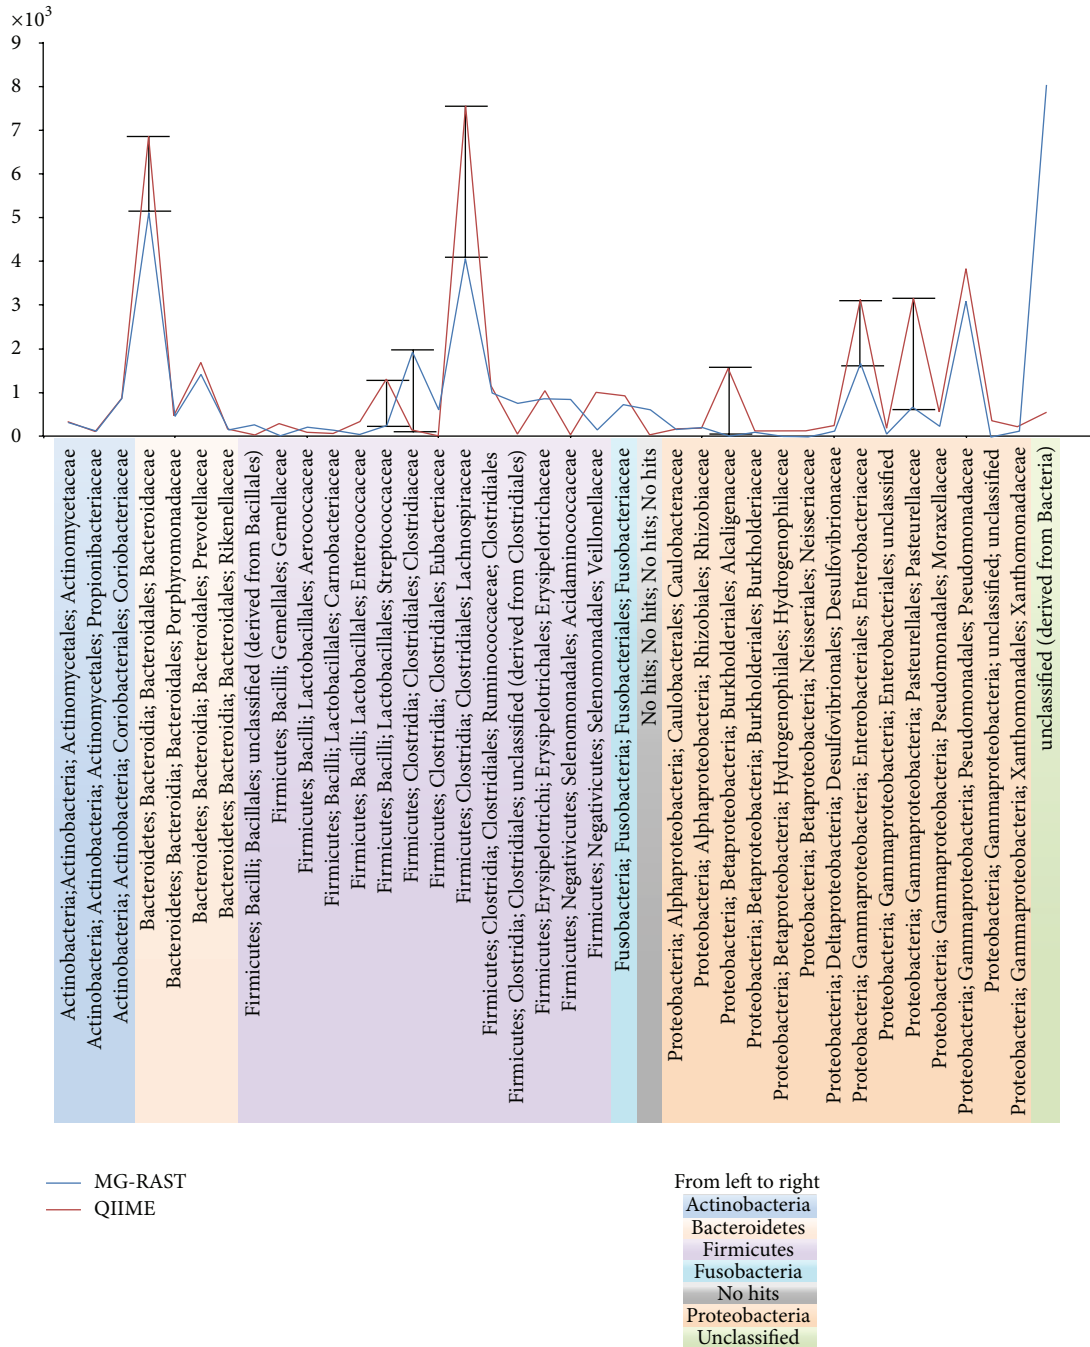 ×10³
9
8
7
6
5
4
3
2
1
0
Actinobacteria;Actinobacteria; Actinomycetales; Actinomycetaceae
Actinobacteria; Actinobacteria; Actinomycetales; Propionibacteriaceae
Actinobacteria; Actinobacteria; Coriobacteriales; Coriobacteriaceae
Bacteroidetes; Bacteroidia; Bacteroidales; Bacteroidaceae
Bacteroidetes; Bacteroidia; Bacteroidales; Porphyromonadaceae
Bacteroidetes; Bacteroidia; Bacteroidales; Prevotellaceae
Bacteroidetes; Bacteroidia; Bacteroidales; Rikenellaceae
Firmicutes; Bacilli; Bacillales; unclassified (derived from Bacillales)
Firmicutes; Bacilli; Gemellales; Gemellaceae
Firmicutes; Bacilli; Lactobacillales; Aerococcaceae
Firmicutes; Bacilli; Lactobacillales; Carnobacteriaceae
Firmicutes; Bacilli; Lactobacillales; Enterococcaceae
Firmicutes; Bacilli; Lactobacillales; Streptococcaceae
Firmicutes; Clostridia; Clostridiales; Clostridiaceae
Firmicutes; Clostridia; Clostridiales; Eubacteriaceae
Firmicutes; Clostridia; Clostridiales; Lachnospiraceae
Firmicutes; Clostridia; Clostridiales; Ruminococcaceae; Clostridiales
Firmicutes; Clostridia; Clostridiales; unclassified (derived from Clostridiales)
Firmicutes; Erysipelotrichi; Erysipelotrichales; Erysipelotrichaceae
Firmicutes; Negativicutes; Selenomonadales; Acidaminococcaceae
Firmicutes; Negativicutes; Selenomonadales; Veillonellaceae
Fusobacteria; Fusobacteria; Fusobacteriales; Fusobacteriaceae
No hits; No hits; No hits; No hits
Proteobacteria; Alphaproteobacteria; Caulobacterales; Caulobacteraceae
Proteobacteria; Alphaproteobacteria; Rhizobiales; Rhizobiaceae
Proteobacteria; Betaproteobacteria; Burkholderiales; Alcaligenaceae
Proteobacteria; Betaproteobacteria; Burkholderiales; Burkholderiaceae
Proteobacteria; Betaproteobacteria; Hydrogenophilales; Hydrogenophilaceae
Proteobacteria; Betaproteobacteria; Neisseriales; Neisseriaceae
Proteobacteria; Deltaproteobacteria; Desulfovibrionales; Desulfovibrionaceae
Proteobacteria; Gammaproteobacteria; Enterobacteriales; Enterobacteriaceae
Proteobacteria; Gammaproteobacteria; Enterobacteriales; unclassified
Proteobacteria; Gammaproteobacteria; Pasteurellales; Pasteurellaceae
Proteobacteria; Gammaproteobacteria; Pseudomonadales; Moraxellaceae
Proteobacteria; Gammaproteobacteria; Pseudomonadales; Pseudomonadaceae
Proteobacteria; Gammaproteobacteria; unclassified; unclassified
Proteobacteria; Gammaproteobacteria; Xanthomonadales; Xanthomonadaceae
unclassified (derived from Bacteria)
MG-RAST
QIIME
From left to right
Actinobacteria
Bacteroidetes
Firmicutes
Fusobacteria
No hits
Proteobacteria
Unclassified